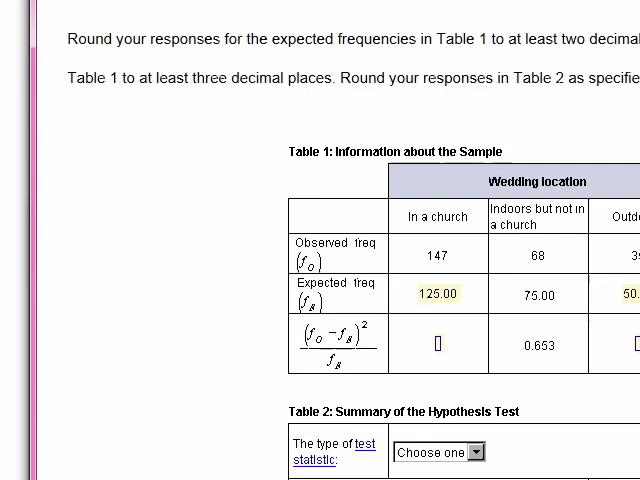 Round your responses for the expected frequencies in Table 1 to at least two decimal
Table 1 to at least three decimal places. Round your responses in Table 2 as specifie
Table 1: Information about the Sample
Wedding location
In a church
Indoors but not in
a church
Outd
Observed freq
(fO)
147
68
Expected freq
(fE)
125.00
75.00
50.
(fO − fE)²
fE
0.653
Table 2: Summary of the Hypothesis Test
The type of test
statistic:
Choose one